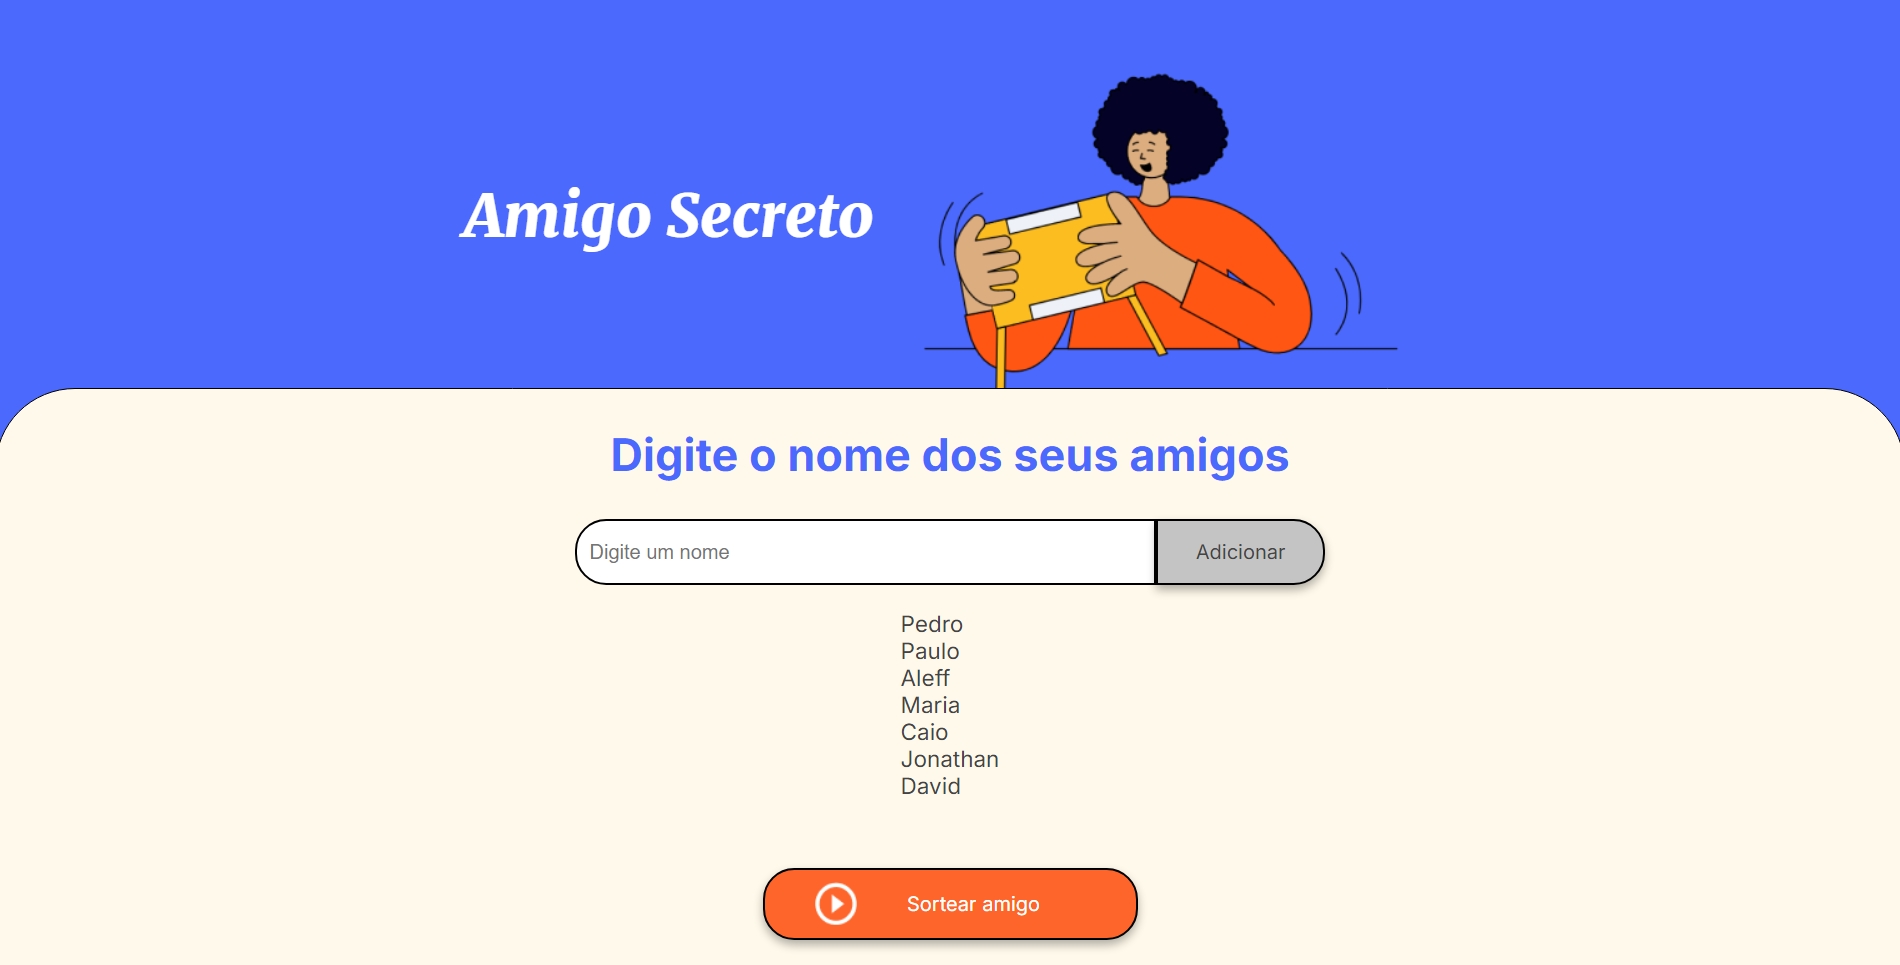 Amigo Secreto
Digite o nome dos seus amigos
Digite um nome
Adicionar
Pedro
Paulo
Aleff
Maria
Caio
Jonathan
David
Sortear amigo